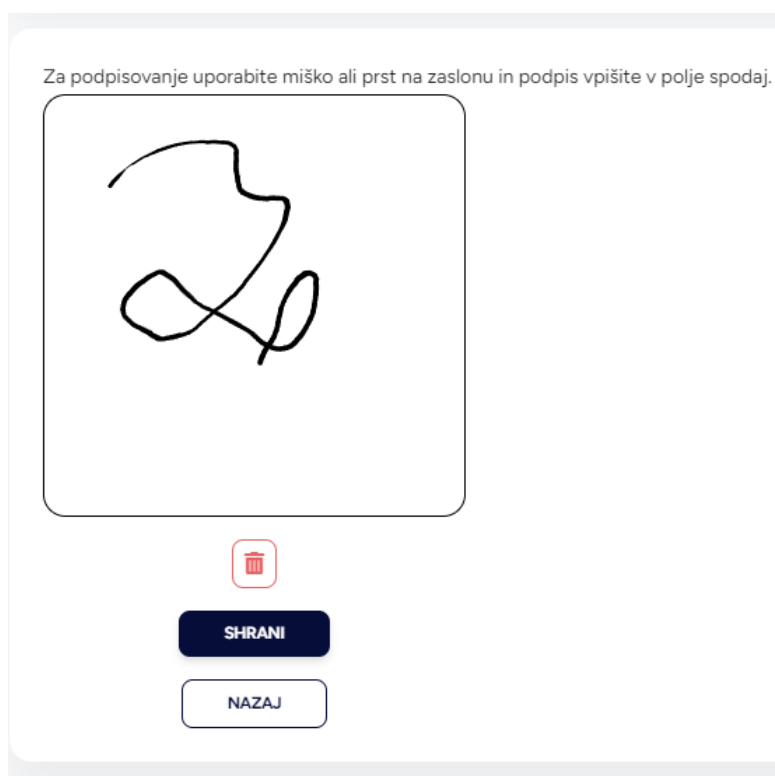 Za podpisovanje uporabite miško ali prst na zaslonu in podpis vpišite v polje spodaj.
SHRANI
NAZAJ